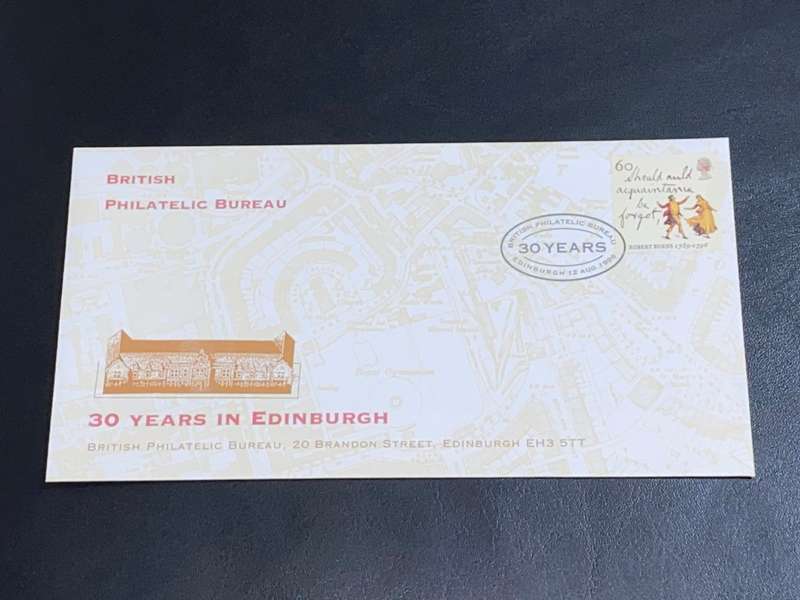 British
Philatelic Bureau
60
Should auld
acquaintance
be
forgot,
ROBERT BURNS 1759-1796
BRITISH PHILATELIC BUREAU
30 YEARS
EDINBURGH 12 AUG 1996
30 Years in Edinburgh
British Philatelic Bureau, 20 Brandon Street, Edinburgh EH3 5TT